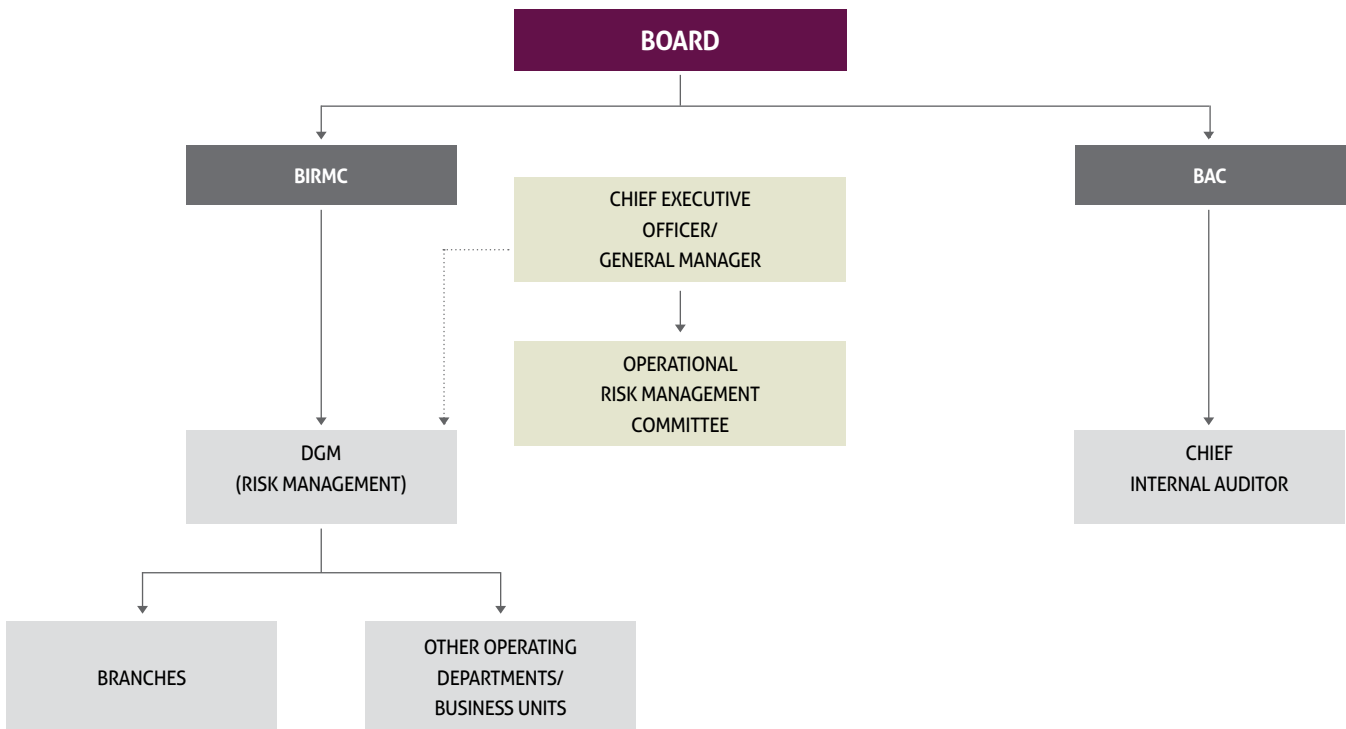 BOARD
BIRMC
BAC
CHIEF EXECUTIVE
OFFICER/
GENERAL MANAGER
OPERATIONAL
RISK MANAGEMENT
COMMITTEE
DGM
(RISK MANAGEMENT)
CHIEF
INTERNAL AUDITOR
BRANCHES
OTHER OPERATING
DEPARTMENTS/
BUSINESS UNITS